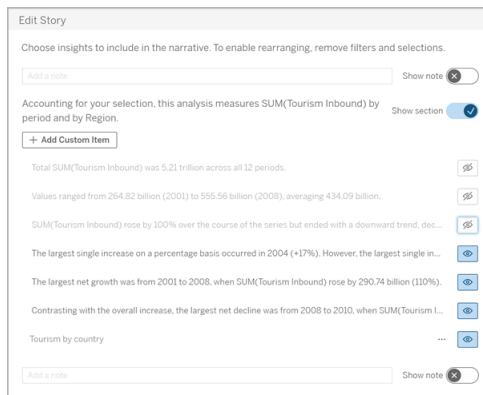 Edit Story
Choose insights to include in the narrative. To enable rearranging, remove filters and selections.
Add a note
Show note
Accounting for your selection, this analysis measures SUM(Tourism Inbound) by
period and by Region.
Show section
+ Add Custom Item
Total SUM(Tourism Inbound) was 5.21 trillion across all 12 periods.
Values ranged from 264.82 billion (2001) to 555.56 billion (2008), averaging 434.09 billion.
SUM(Tourism Inbound) rose by 100% over the course of the series but ended with a downward trend, dec...
The largest single increase on a percentage basis occurred in 2004 (+17%). However, the largest single in...
The largest net growth was from 2001 to 2008, when SUM(Tourism Inbound) rose by 290.74 billion (110%).
Contrasting with the overall increase, the largest net decline was from 2008 to 2010, when SUM(Tourism I...
Tourism by country
...
Add a note
Show note